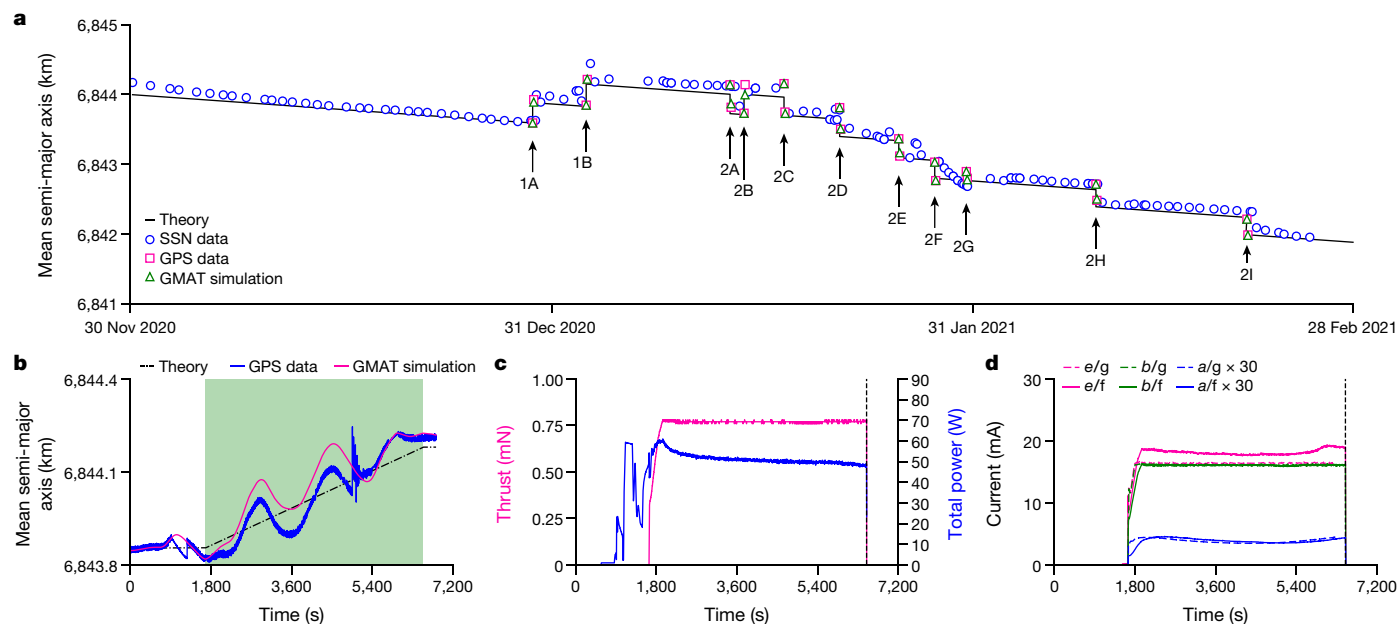 a
Mean semi-major axis (km)
6,845
6,844
6,843
6,842
6,841
1A
1B
2A
2B
2C
2D
2E
2F
2G
2H
2I
Theory
SSN data
GPS data
GMAT simulation
30 Nov 2020
31 Dec 2020
31 Jan 2021
28 Feb 2021
b
Theory
GPS data
GMAT simulation
Mean semi-major
axis (km)
6,844.4
6,844.1
6,843.8
0
1,800
3,600
5,400
7,200
Time (s)
c
Thrust (mN)
1.00
0.75
0.50
0.25
0
Total power (W)
90
80
70
60
50
40
30
20
10
0
0
1,800
3,600
5,400
7,200
Time (s)
d
e/g
b/g
a/g × 30
e/f
b/f
a/f × 30
Current (mA)
30
20
10
0
0
1,800
3,600
5,400
7,200
Time (s)